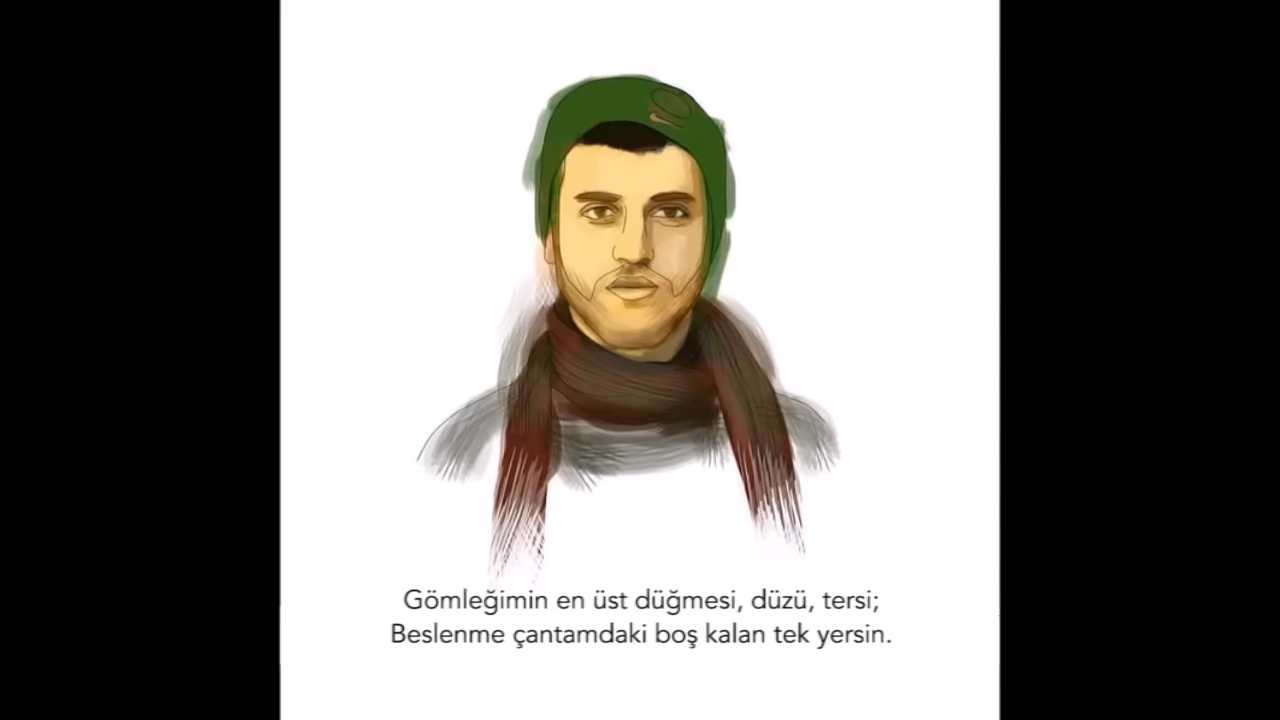 Gömleğimin en üst düğmesi, düzü, tersi;
Beslenme çantamdaki boş kalan tek yersin.